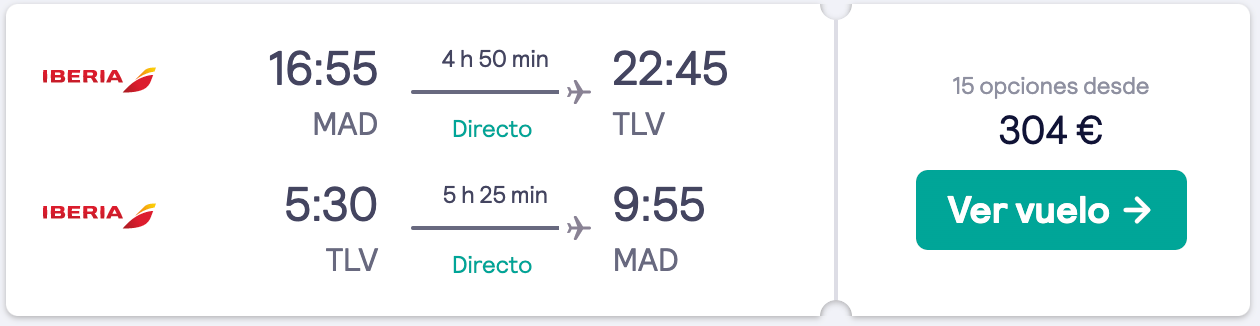 IBERIA
16:55
MAD
4 h 50 min
Directo
22:45
TLV
IBERIA
5:30
TLV
5 h 25 min
Directo
9:55
MAD
15 opciones desde
304 €
Ver vuelo →